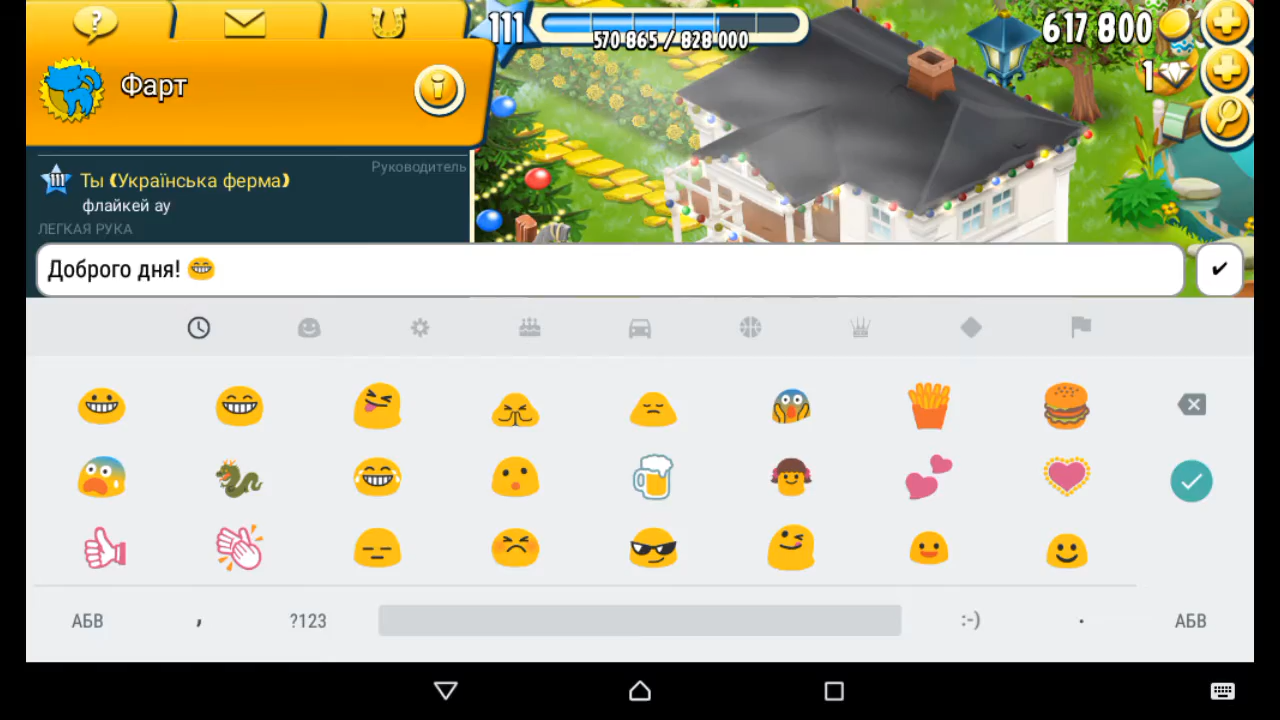 111
570 865 / 828 000
617 800
1
Фарт
Руководитель
111
Ты (Українська ферма)
флайкей ау
ЛЕГКАЯ РУКА
Доброго дня! 😁
АБВ , ?123 :-) . АБВ